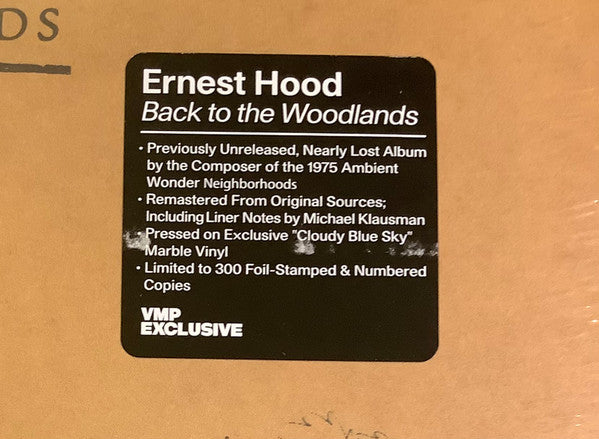 DS
Ernest Hood
Back to the Woodlands
• Previously Unreleased, Nearly Lost Album
by the Composer of the 1975 Ambient
Wonder Neighborhoods
• Remastered From Original Sources;
Including Liner Notes by Michael Klausman
Pressed on Exclusive "Cloudy Blue Sky"
Marble Vinyl
• Limited to 300 Foil-Stamped & Numbered
Copies
VMP
EXCLUSIVE